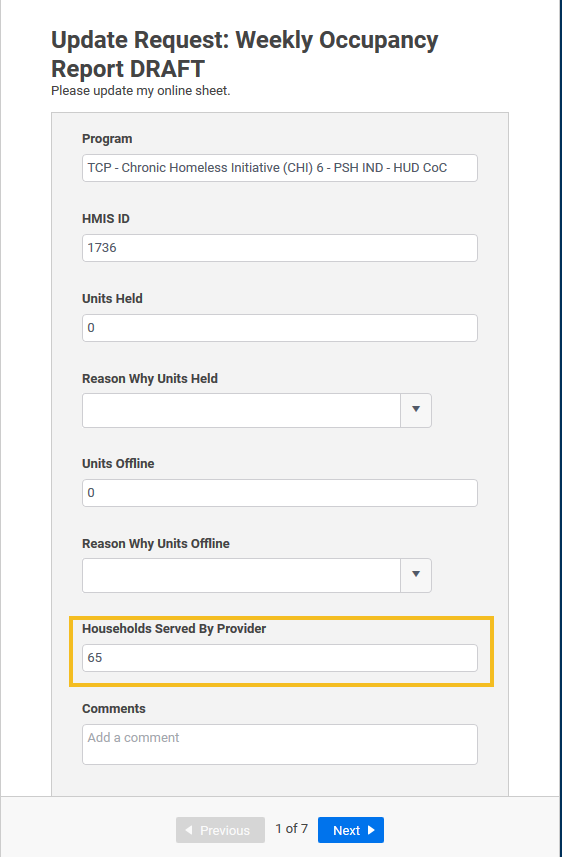 Update Request: Weekly Occupancy
Report DRAFT
Please update my online sheet.
Program
TCP - Chronic Homeless Initiative (CHI) 6 - PSH IND - HUD CoC
HMIS ID
1736
Units Held
0
Reason Why Units Held
Units Offline
0
Reason Why Units Offline
Households Served By Provider
65
Comments
Add a comment
Previous 1 of 7 Next